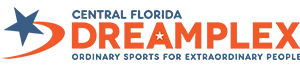 CENTRAL FLORIDA
DREAMPLEX
ORDINARY SPORTS FOR EXTRAORDINARY PEOPLE